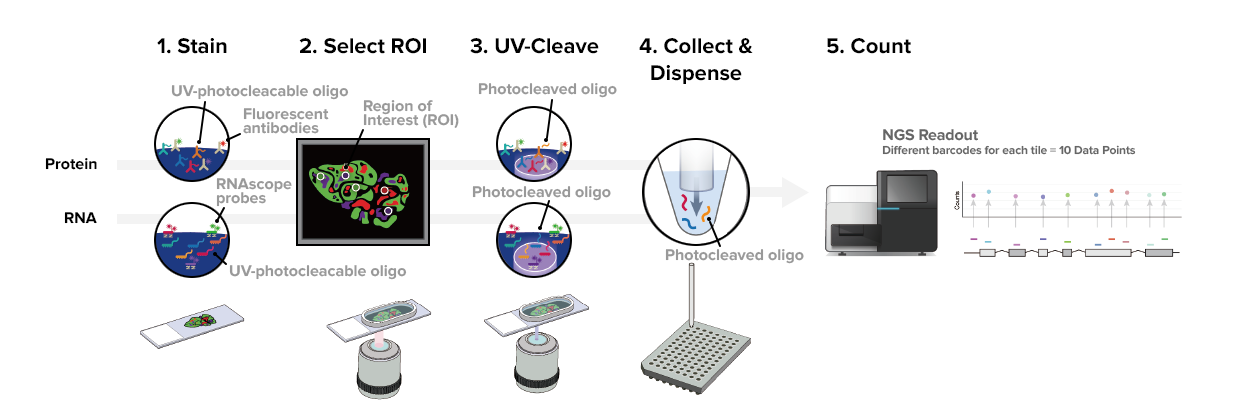 1. Stain
2. Select ROI
3. UV-Cleave
4. Collect &
Dispense
5. Count
UV-photocleacable oligo
Fluorescent
antibodies
Region of
Interest (ROI)
Photocleaved oligo
NGS Readout
Different barcodes for each tile = 10 Data Points
Protein
RNAscope
probes
Photocleaved oligo
Counts
RNA
UV-photocleacable oligo
Photocleaved oligo